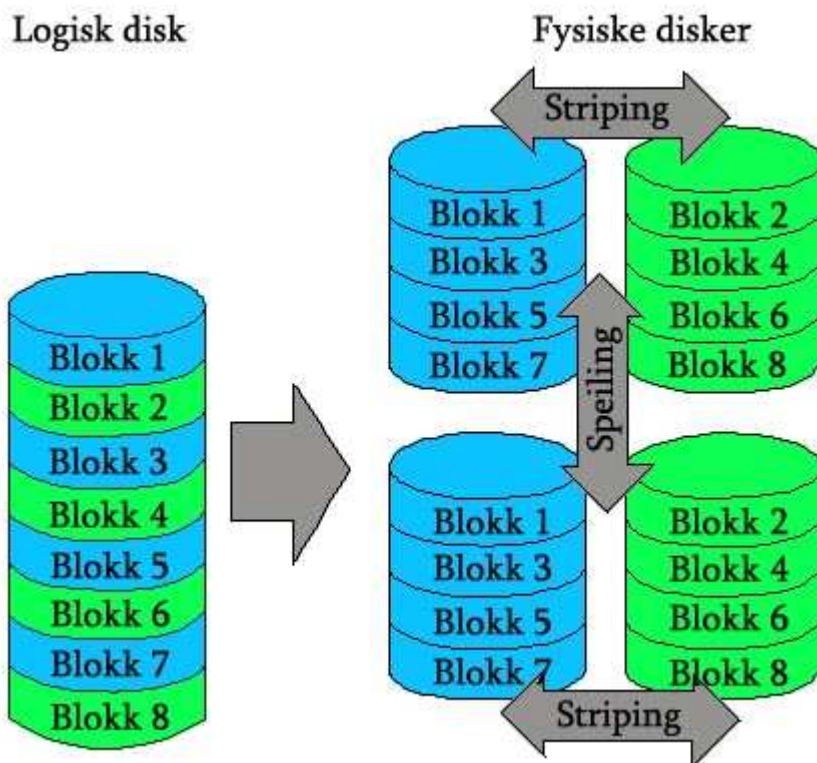 Logisk disk
Blokk 1
Blokk 2
Blokk 3
Blokk 4
Blokk 5
Blokk 6
Blokk 7
Blokk 8
Fysiske disker
Striping
Blokk 1
Blokk 3
Blokk 5
Blokk 7
Blokk 2
Blokk 4
Blokk 6
Blokk 8
Speiling
Blokk 1
Blokk 3
Blokk 5
Blokk 7
Blokk 2
Blokk 4
Blokk 6
Blokk 8
Striping